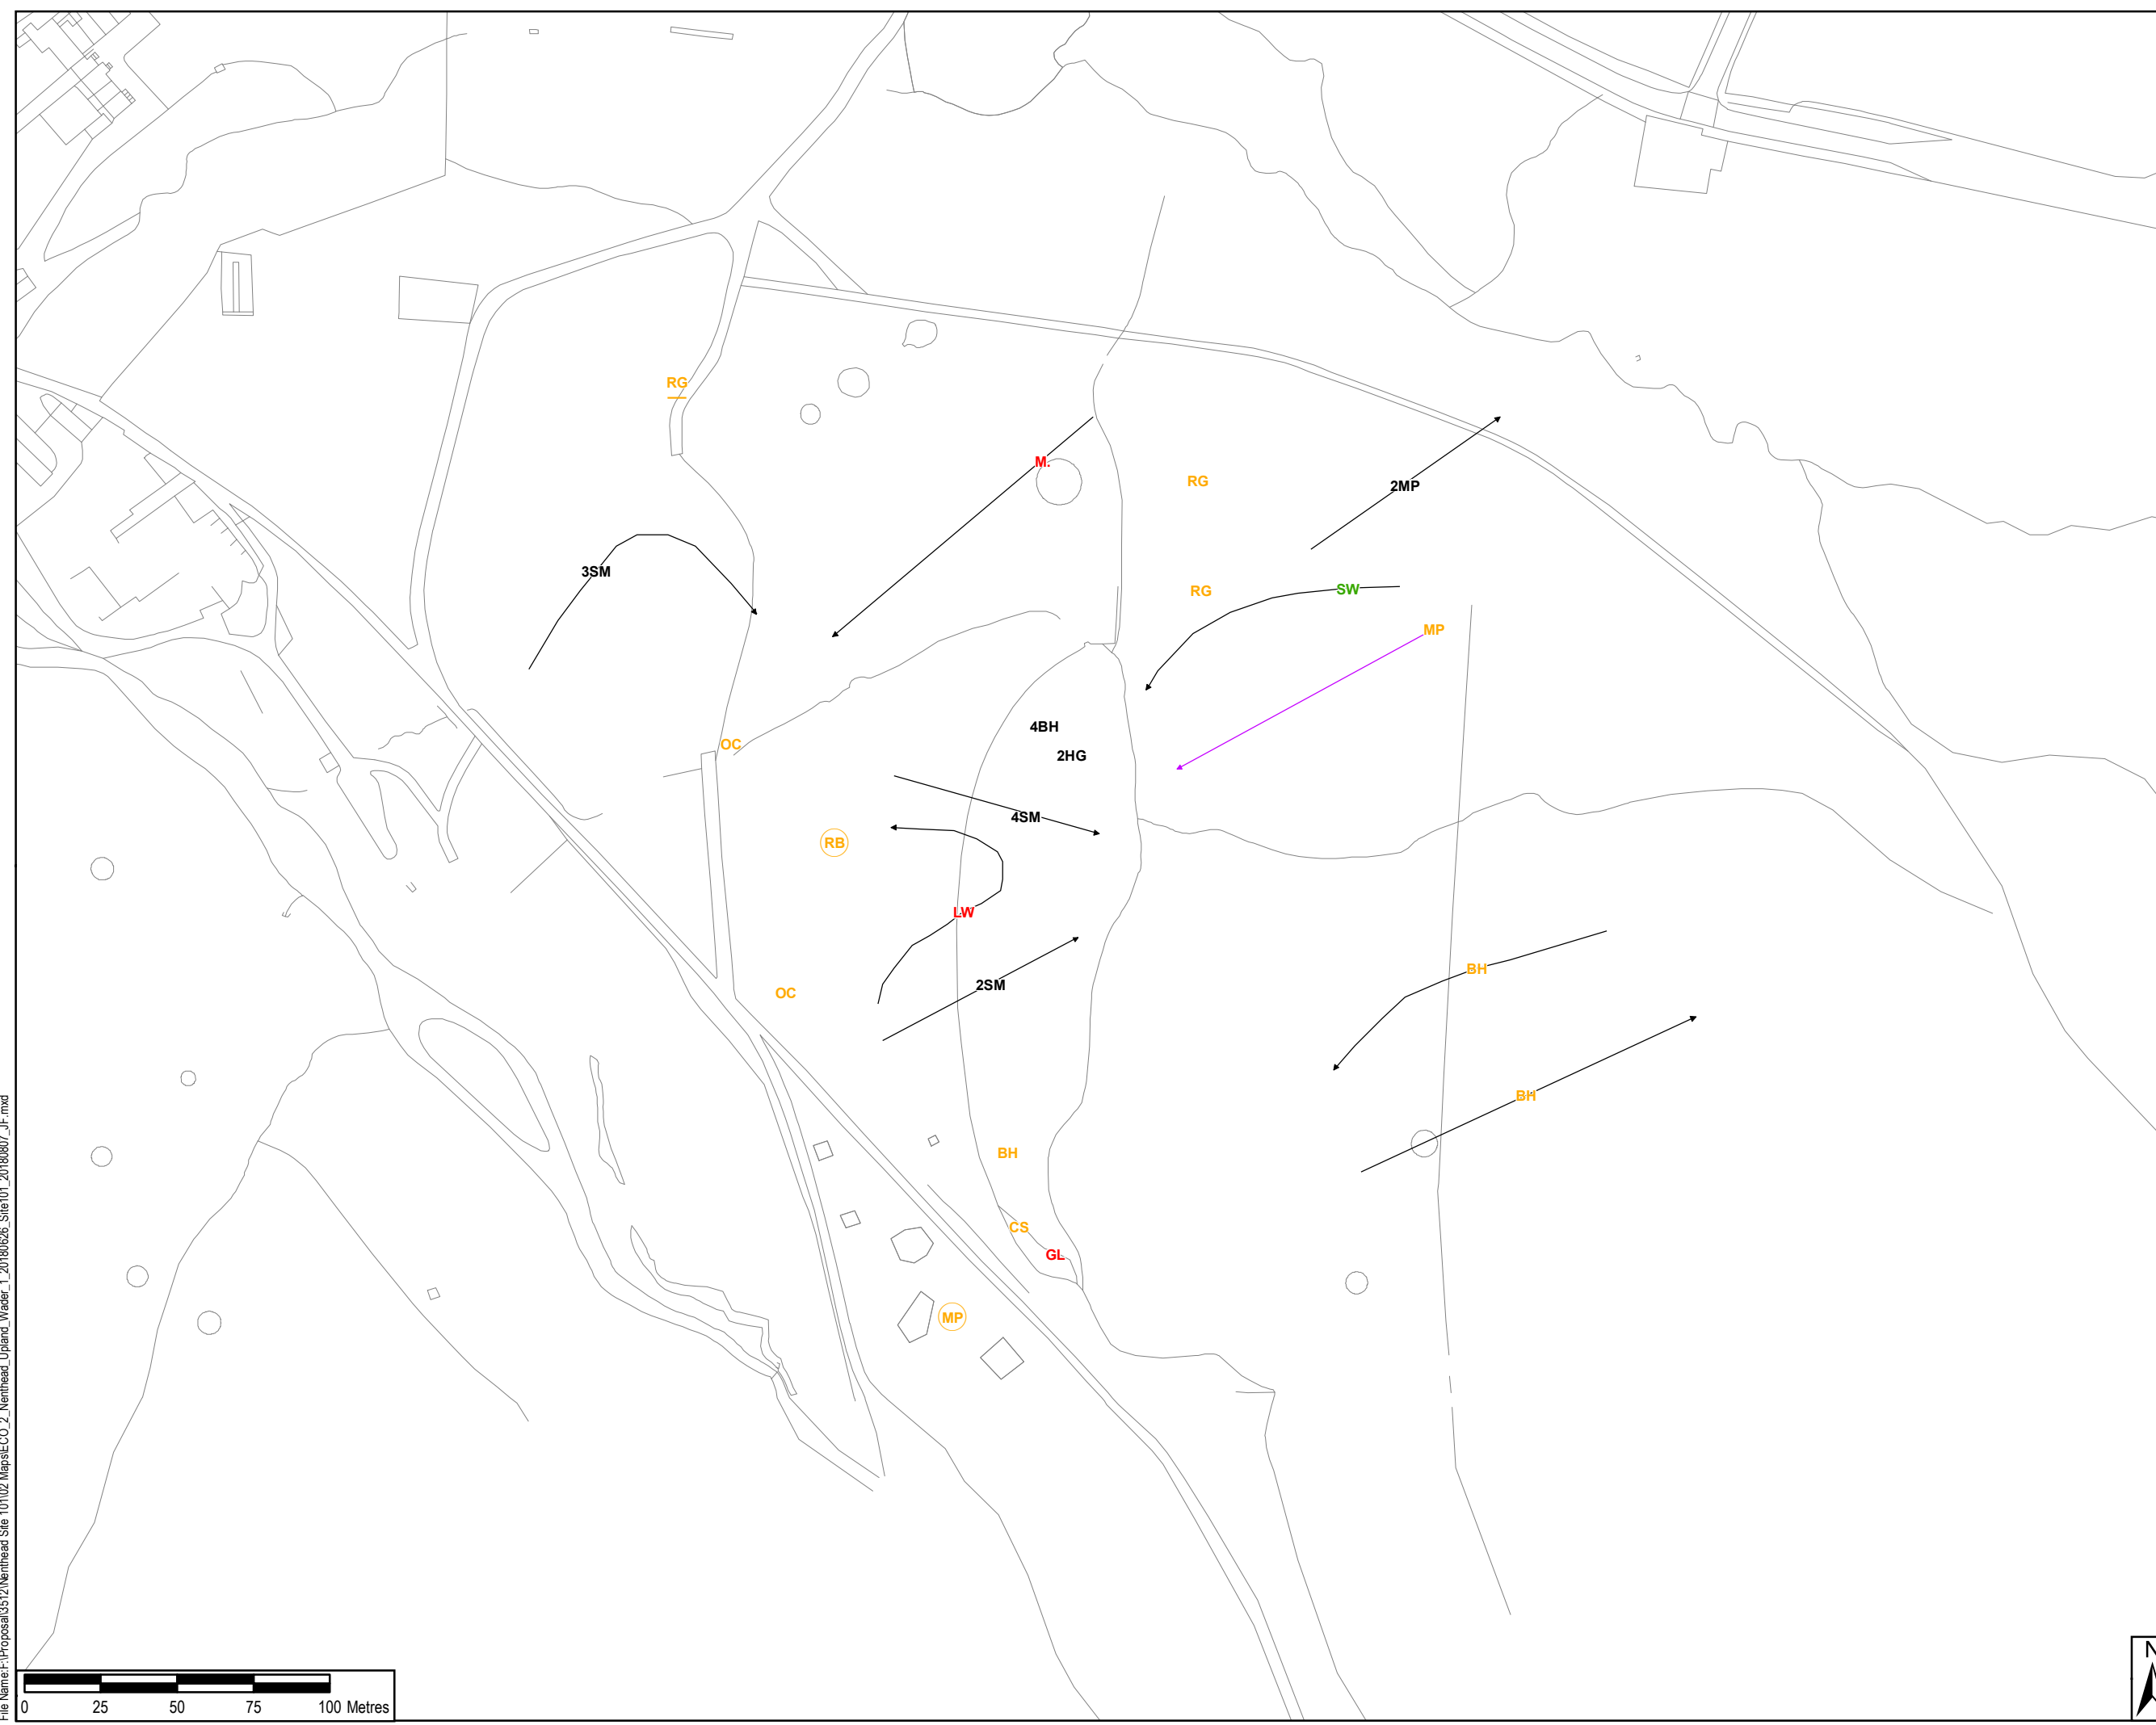 RG
M.
RG
2MP
3SM
RG
SW
MP
4BH
2HG
OC
4SM
RB
LW
BH
2SM
OC
BH
BH
CS
GL
MP
0 25 50 75 100 Metres
N
File Name:F:\Proposal\3512\Nenthead Site 101\02 Maps\ECO_2_Nenthead_Upland_Wader_1_20180626_Site101_20180807_JF.mxd